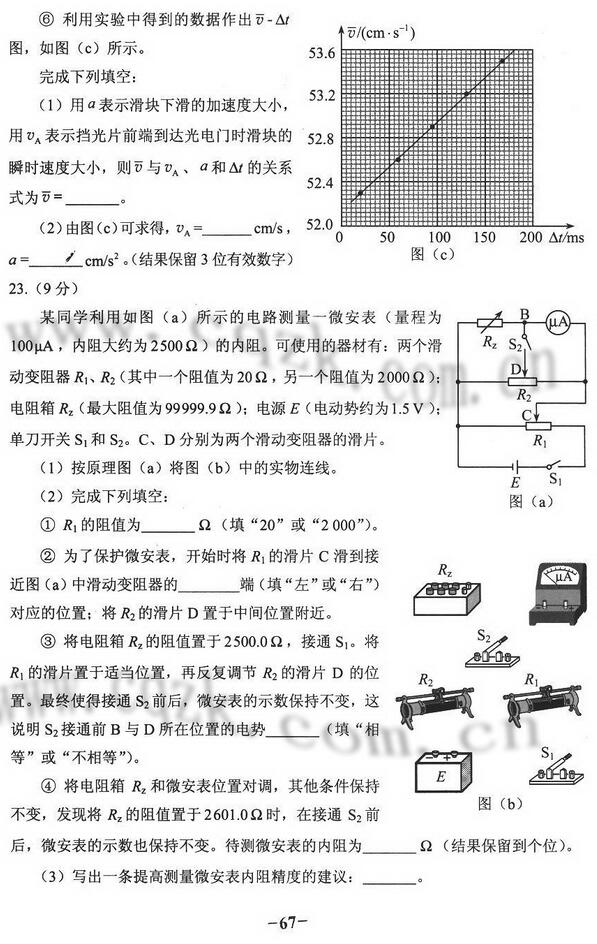 ⑥ 利用实验中得到的数据作出v̄-Δt
图，如图（c）所示。
完成下列填空：
（1）用a表示滑块下滑的加速度大小，
用v_A表示挡光片前端到达光电门时滑块的
瞬时速度大小，则v̄与v_A、a和Δt的关系
式为v̄=________。
（2）由图(c)可求得，v_A=_______cm/s，
a=_______cm/s²。（结果保留3位有效数字）
v̄/(cm·s⁻¹)
53.6
53.2
52.8
52.4
52.0
0 50 100 150 200 Δt/ms
图（c）
23.（9分）
某同学利用如图（a）所示的电路测量一微安表（量程为
100μA，内阻大约为2500Ω）的内阻。可使用的器材有：两个滑
动变阻器R₁、R₂（其中一个阻值为20Ω，另一个阻值为2000Ω）；
电阻箱R_z（最大阻值为99999.9Ω）；电源E（电动势约为1.5V）；
单刀开关S₁和S₂。C、D分别为两个滑动变阻器的滑片。
（1）按原理图（a）将图（b）中的实物连线。
（2）完成下列填空：
① R₁的阻值为_______Ω（填“20”或“2 000”）。
② 为了保护微安表，开始时将R₁的滑片C滑到接
近图(a)中滑动变阻器的________端(填“左”或“右”)
对应的位置；将R₂的滑片D置于中间位置附近。
③ 将电阻箱R_z的阻值置于2500.0Ω，接通S₁。将
R₁的滑片置于适当位置，再反复调节R₂的滑片D的位
置。最终使得接通S₂前后，微安表的示数保持不变，这
说明S₂接通前B与D所在位置的电势_______（填“相
等”或“不相等”）。
④ 将电阻箱R_z和微安表位置对调，其他条件保持
不变，发现将R_z的阻值置于2601.0Ω时，在接通S₂前
后，微安表的示数也保持不变。待测微安表的内阻为_______Ω（结果保留到个位）。
（3）写出一条提高测量微安表内阻精度的建议：_______。
B
μA
R_z
S₂
D
R₂
C
R₁
E
S₁
图（a）
R_z
μA
S₂
R₂
R₁
E
S₁
图（b）
www.cqzk.com.cn
www.cqzk.com.cn
-67-